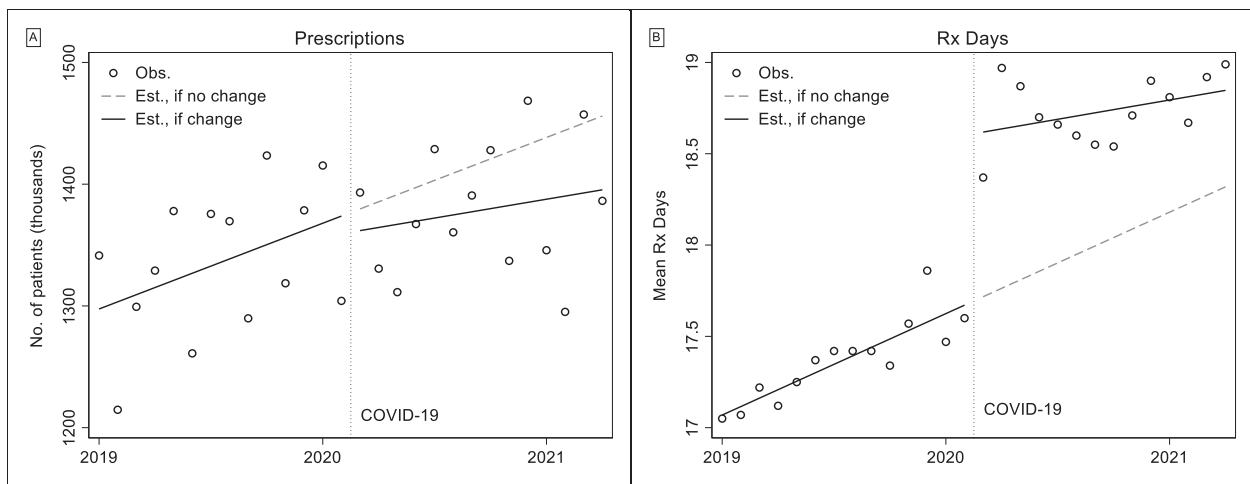 A
Prescriptions
No. of patients (thousands)
1500
1400
1300
1200
Obs.
Est., if no change
Est., if change
COVID-19
2019
2020
2021
B
Rx Days
Mean Rx Days
19
18.5
18
17.5
17
Obs.
Est., if no change
Est., if change
COVID-19
2019
2020
2021